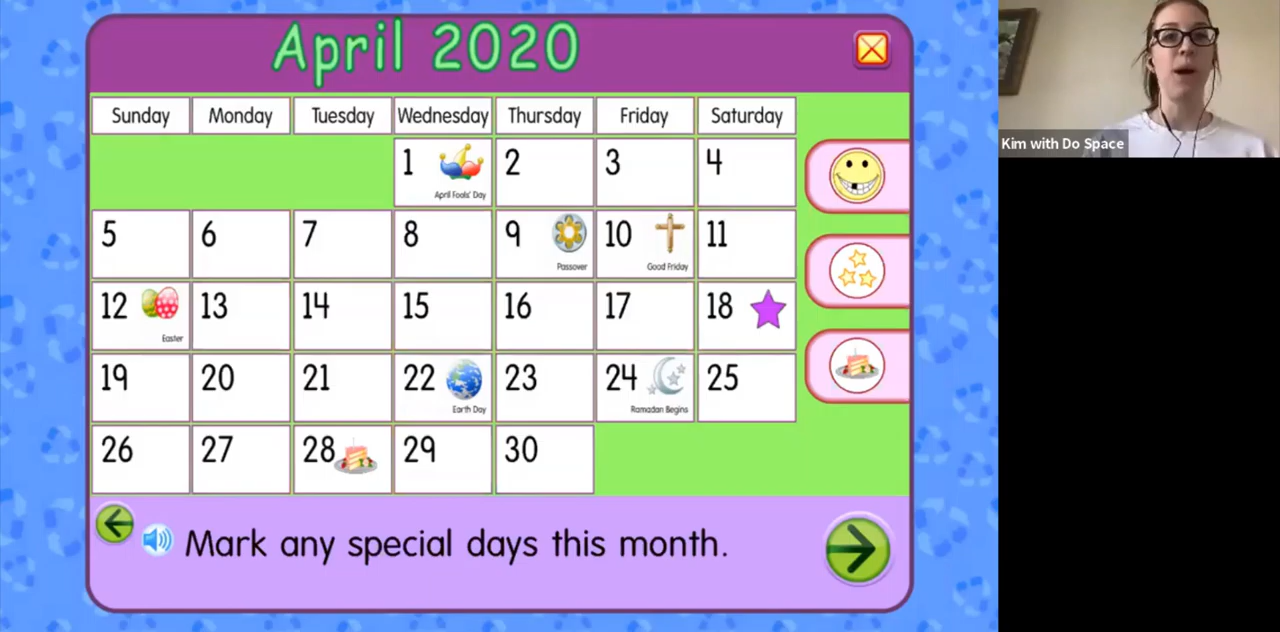 April 2020
Sunday Monday Tuesday Wednesday Thursday Friday Saturday
1 2 3 4
April Fools' Day
5 6 7 8 9 10 11
Passover Good Friday
12 13 14 15 16 17 18
Easter
19 20 21 22 23 24 25
Earth Day Ramadan Begins
26 27 28 29 30
Mark any special days this month.
Kim with Do Space